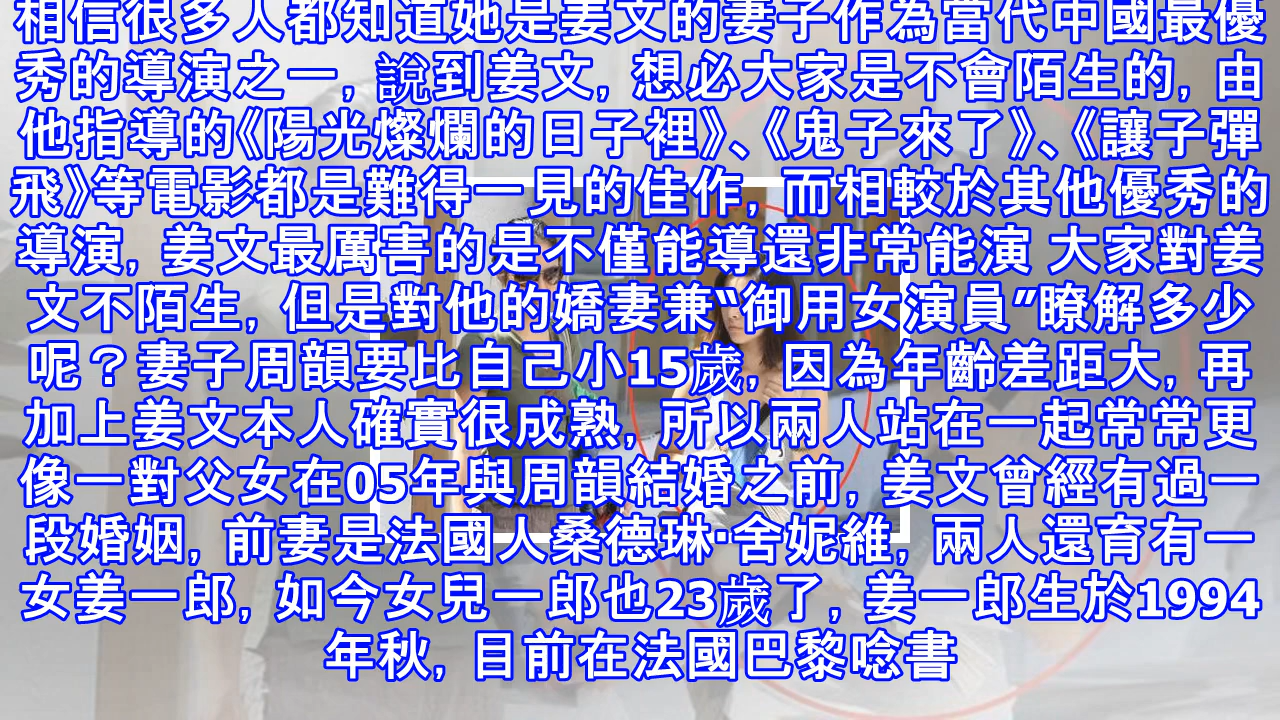 相信很多人都知道她是姜文的妻子作為當代中國最優
秀的導演之一，說到姜文，想必大家是不會陌生的，由
他指導的《陽光燦爛的日子裡》、《鬼子來了》、《讓子彈
飛》等電影都是難得一見的佳作，而相較於其他優秀的
導演，姜文最厲害的是不僅能導還非常能演 大家對姜
文不陌生，但是對他的嬌妻兼“御用女演員”瞭解多少
呢？妻子周韻要比自己小15歲，因為年齡差距大，再
加上姜文本人確實很成熟，所以兩人站在一起常常更
像一對父女在05年與周韻結婚之前，姜文曾經有過一
段婚姻，前妻是法國人桑德琳·舍妮維，兩人還育有一
女姜一郎，如今女兒一郎也23歲了，姜一郎生於1994
年秋，目前在法國巴黎唸書